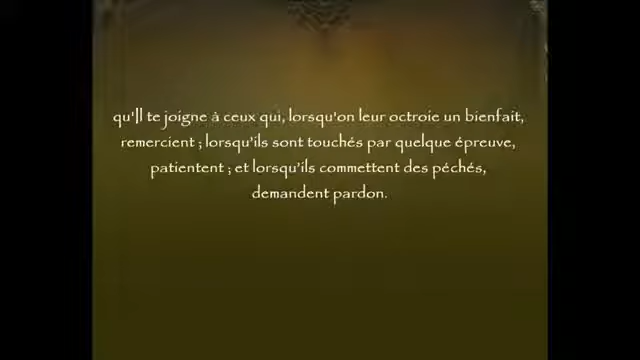 qu'Il te joigne à ceux qui, lorsqu'on leur octroie un bienfait,
remercient ; lorsqu'ils sont touchés par quelque épreuve,
patientent ; et lorsqu'ils commettent des péchés,
demandent pardon.